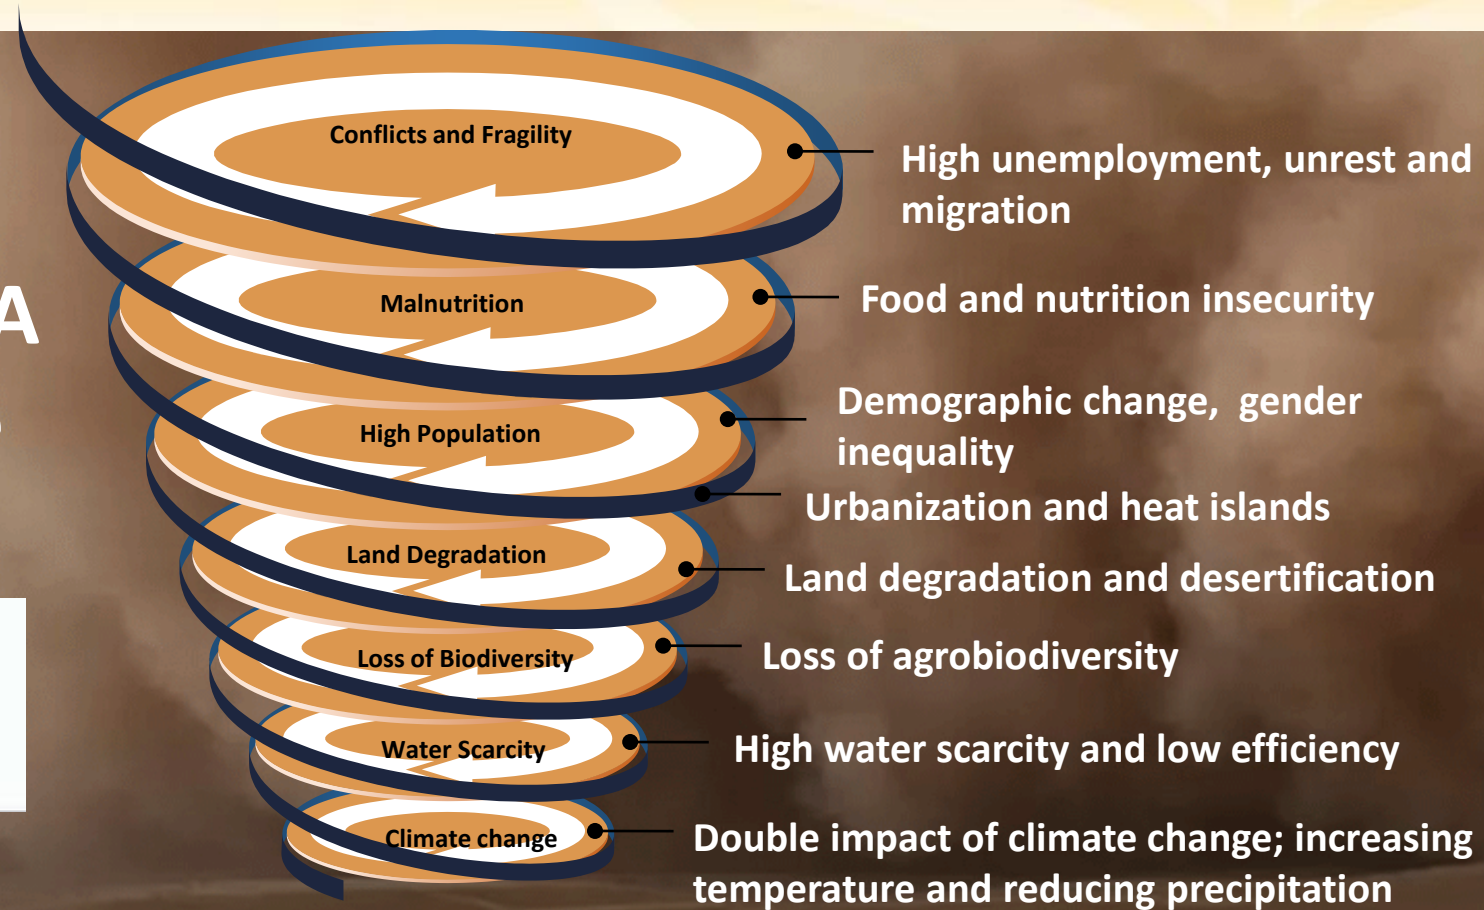 Conflicts and Fragility
High unemployment, unrest and
migration
A
Malnutrition
Food and nutrition insecurity
High Population
Demographic change, gender
inequality
Urbanization and heat islands
Land Degradation
Land degradation and desertification
Loss of Biodiversity
Loss of agrobiodiversity
Water Scarcity
High water scarcity and low efficiency
Climate change
Double impact of climate change; increasing
temperature and reducing precipitation